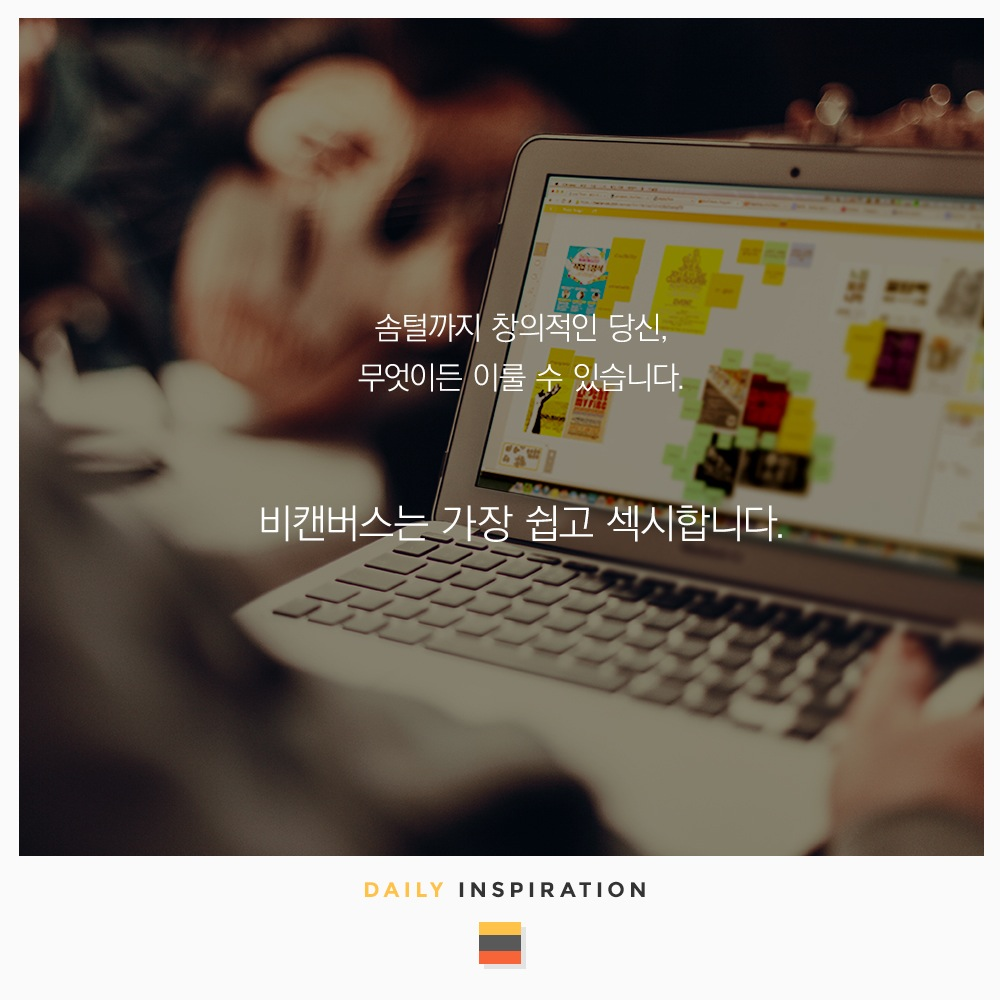 솜털까지 창의적인 당신,
무엇이든 이룰 수 있습니다.
비캔버스는 가장 쉽고 섹시합니다.
DAILY INSPIRATION